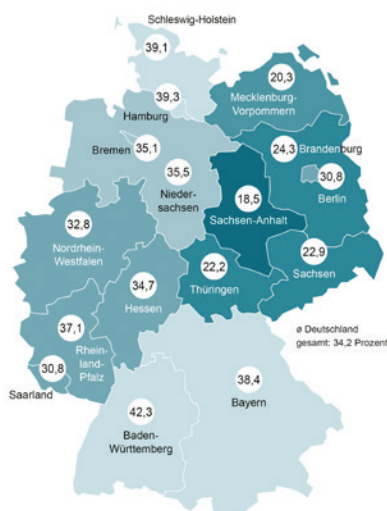 Schleswig-Holstein
39,1
20,3
39,3
Hamburg
Mecklenburg-
Vorpommern
Bremen
35,1
24,3
Brandenburg
35,5
30,8
Nieder-
sachsen
18,5
Berlin
32,8
Sachsen-Anhalt
Nordrhein-
Westfalen
22,9
34,7
22,2
Sachsen
Hessen
Thüringen
37,1
ø Deutschland
gesamt: 34,2 Prozent
Rhein-
land-
Pfalz
30,8
Saarland
38,4
42,3
Bayern
Baden-
Württemberg